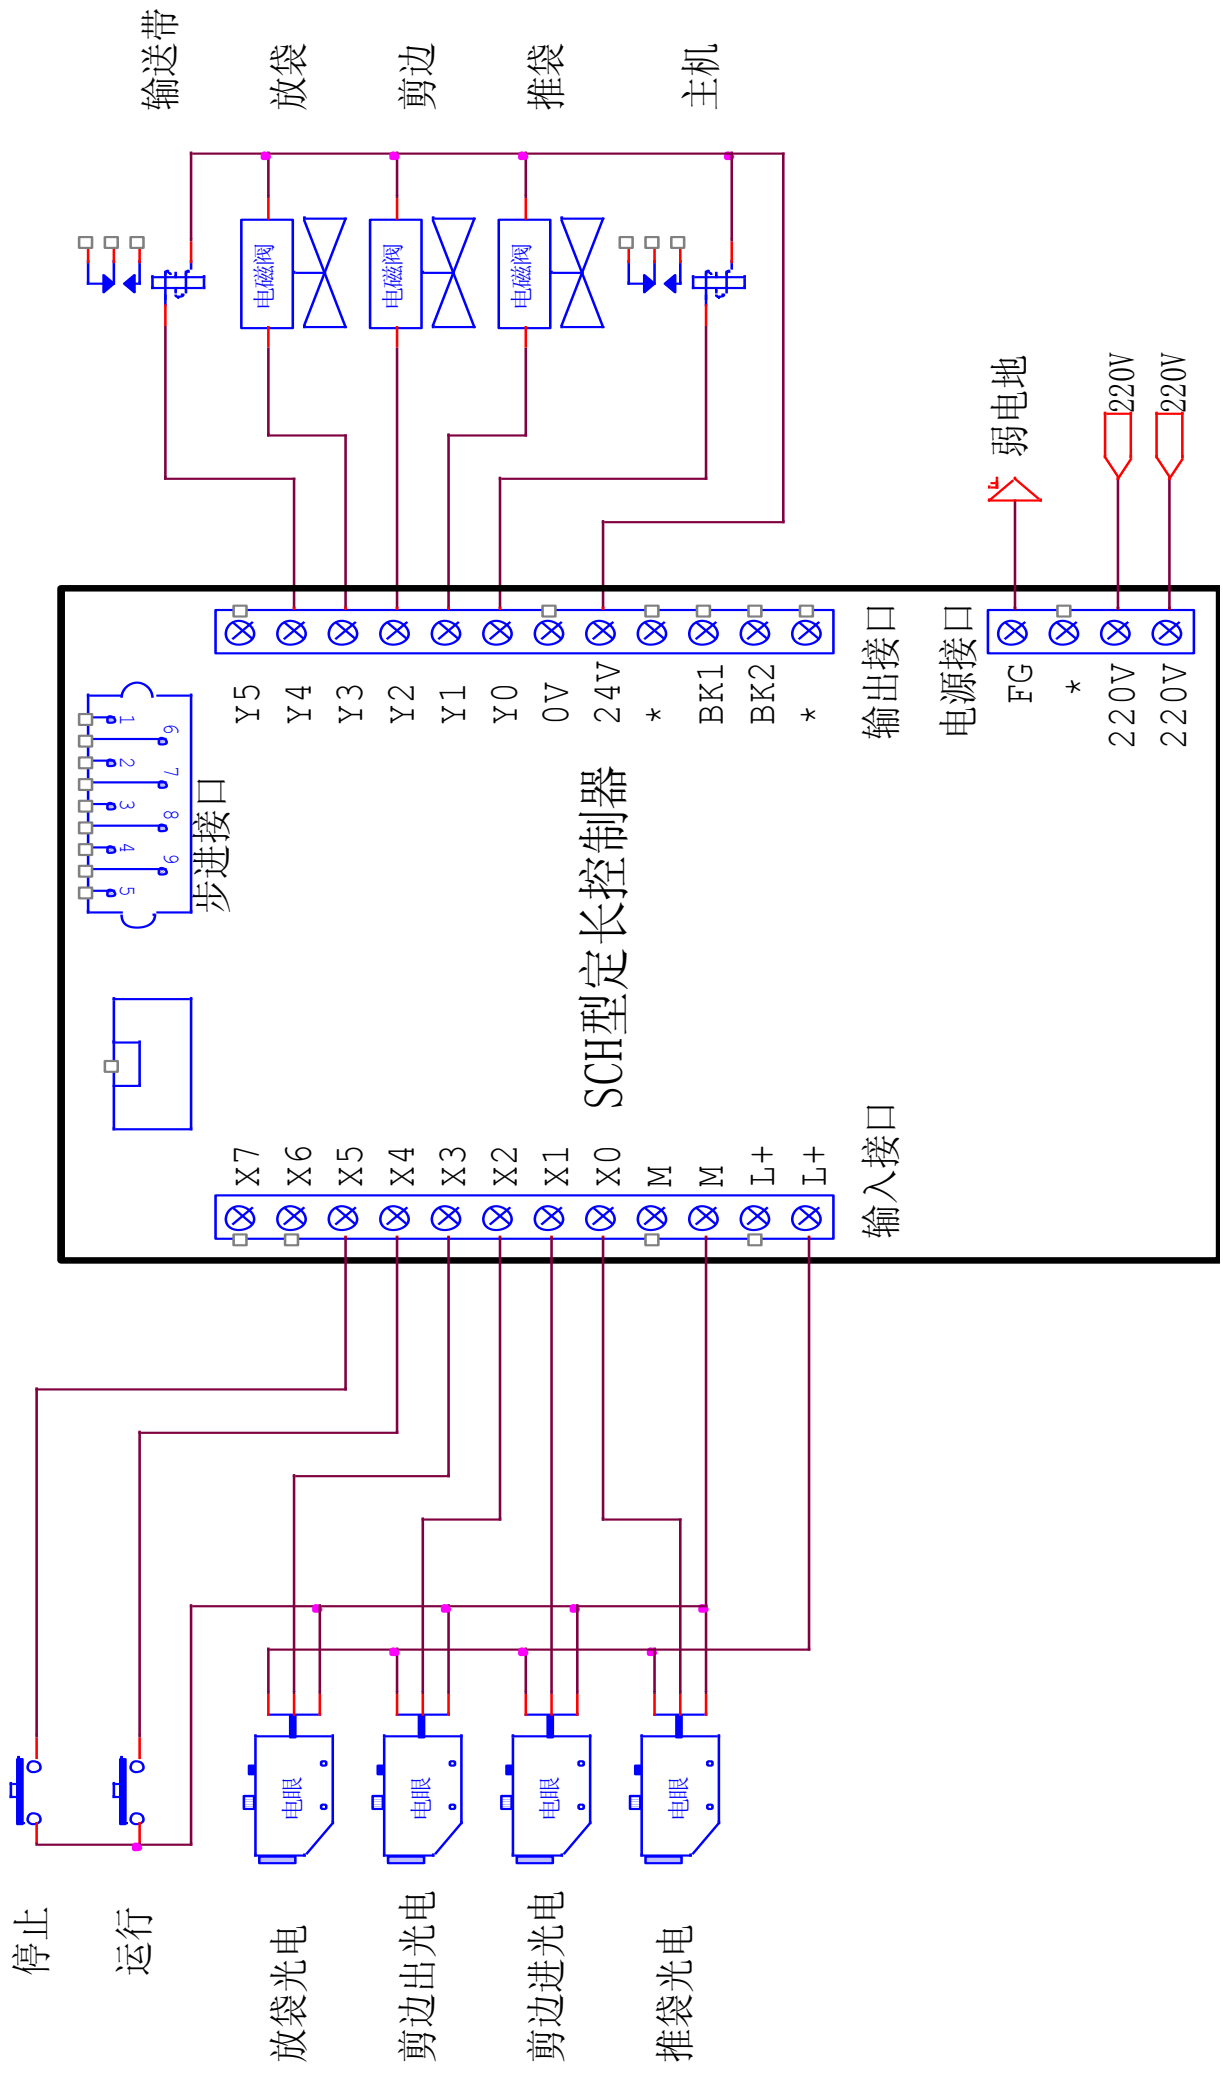 停止
运行
放袋光电
剪边出光电
剪边进光电
推袋光电
电眼
电眼
电眼
电眼
X7
X6
X5
X4
X3
X2
X1
X0
M
M
L+
L+
输入接口
SCH型定长控制器
步进接口
1
2
3
4
5
6
7
8
9
Y5
Y4
Y3
Y2
Y1
Y0
0V
24V
*
BK1
BK2
*
输出接口
电源接口
FG
*
220V
220V
弱电地
220V
220V
电磁阀
电磁阀
电磁阀
输送带
放袋
剪边
推袋
主机